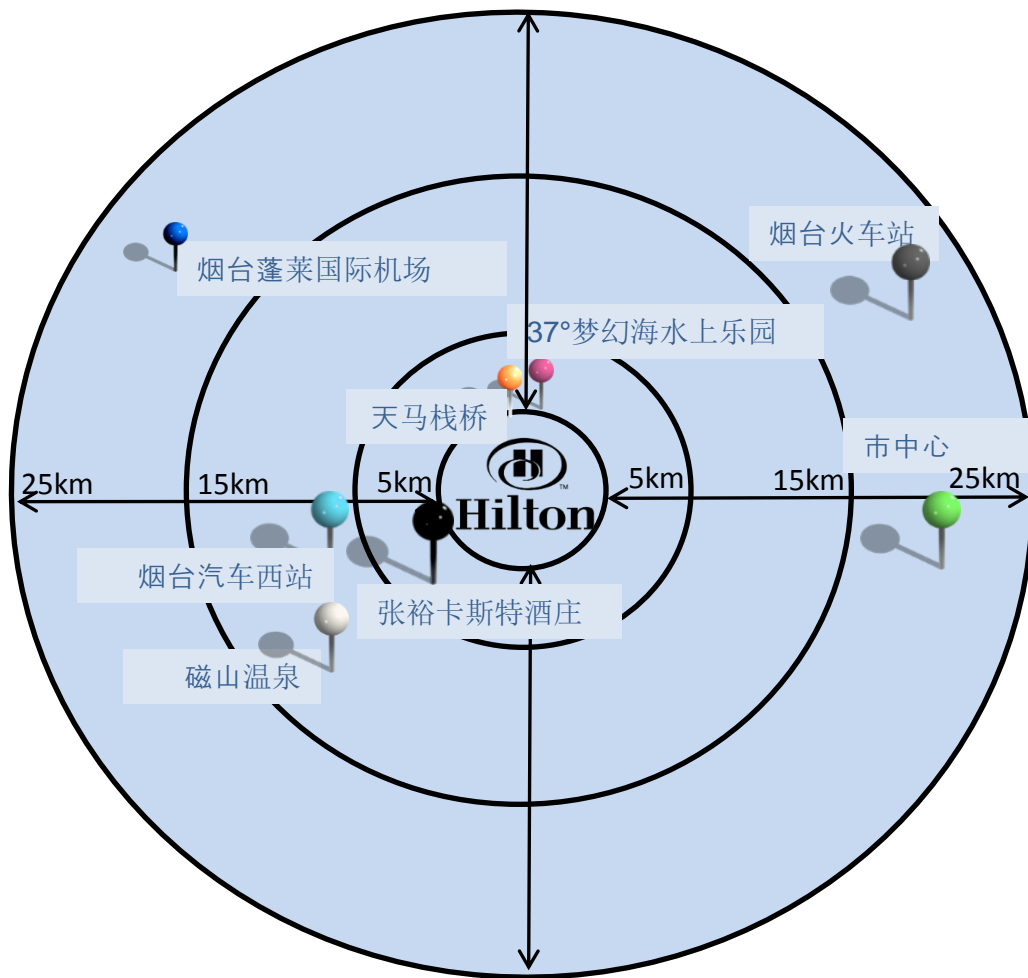 烟台火车站
烟台蓬莱国际机场
37°梦幻海水上乐园
天马栈桥
市中心
25km
15km
5km
5km
15km
25km
H
TM
Hilton
烟台汽车西站
张裕卡斯特酒庄
磁山温泉